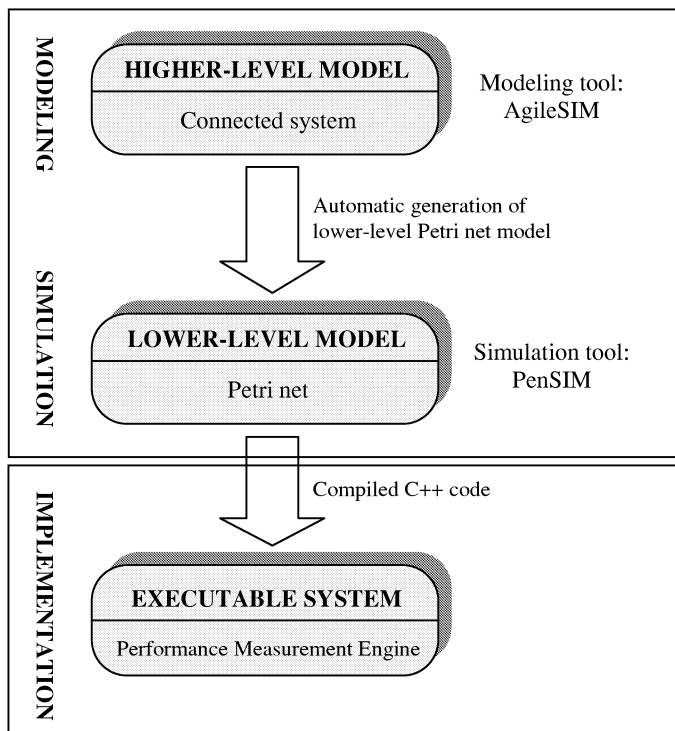 MODELING
HIGHER-LEVEL MODEL
Connected system
Modeling tool:
AgileSIM
Automatic generation of
lower-level Petri net model
SIMULATION
LOWER-LEVEL MODEL
Petri net
Simulation tool:
PenSIM
Compiled C++ code
IMPLEMENTATION
EXECUTABLE SYSTEM
Performance Measurement Engine